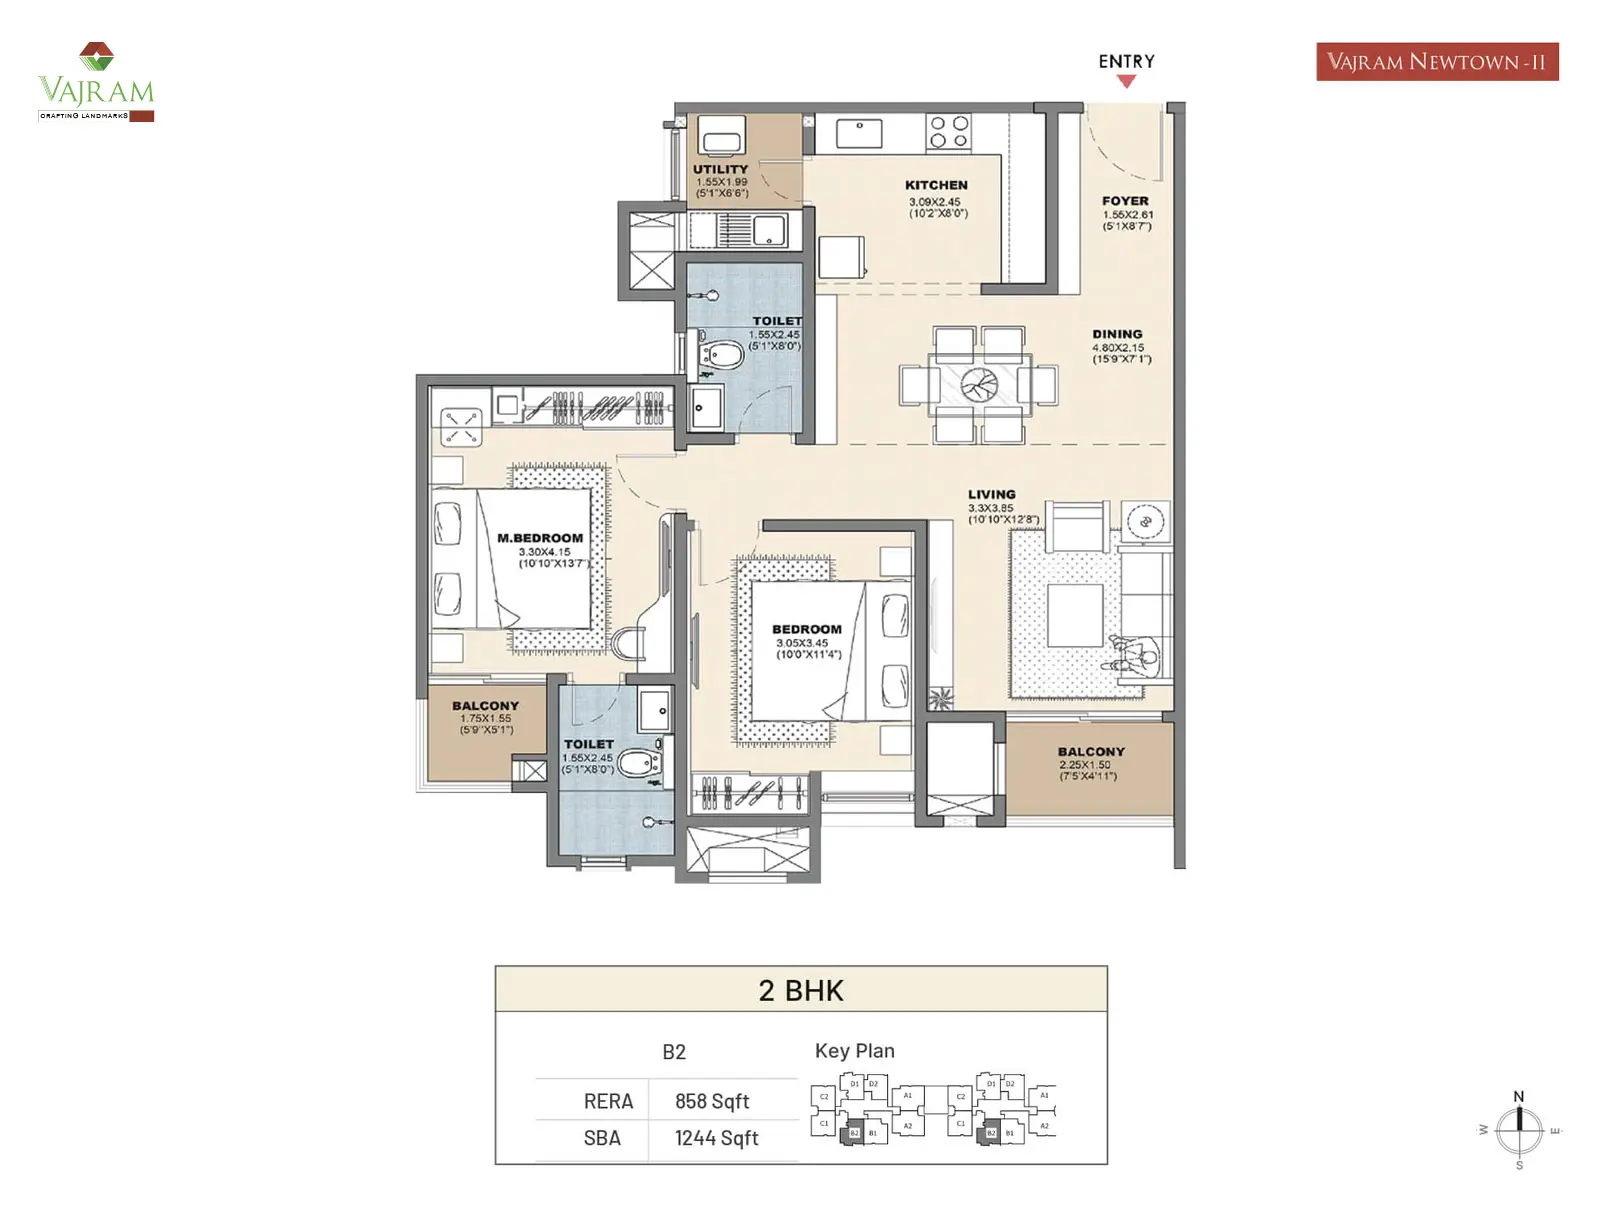 VAJRAM
CRAFTING LANDMARKS
VAJRAM NEWTOWN -II
ENTRY
UTILITY
1.55X1.99
(5'1"X6'6")
KITCHEN
3.09X2.45
(10'2"X8'0")
FOYER
1.55X2.61
(5'1X8'7")
TOILET
1.55X2.45
(5'1"X8'0")
DINING
4.80X2.15
(15'9"X7'1")
LIVING
3.3X3.85
(10'10"X12'8")
M.BEDROOM
3.30X4.15
(10'10"X13'7")
BEDROOM
3.05X3.45
(10'0"X11'4")
BALCONY
1.75X1.55
(5'9"X5'1")
TOILET
1.55X2.45
(5'1"X8'0")
BALCONY
2.25X1.50
(7'5"X4'11")
2 BHK
B2
Key Plan
RERA 858 Sqft
SBA 1244 Sqft
D1 D2 D1 D2
C2 A1 C2 A1
C1 B2 B1 A2 C1 B2 B1 A2
N
W E
S